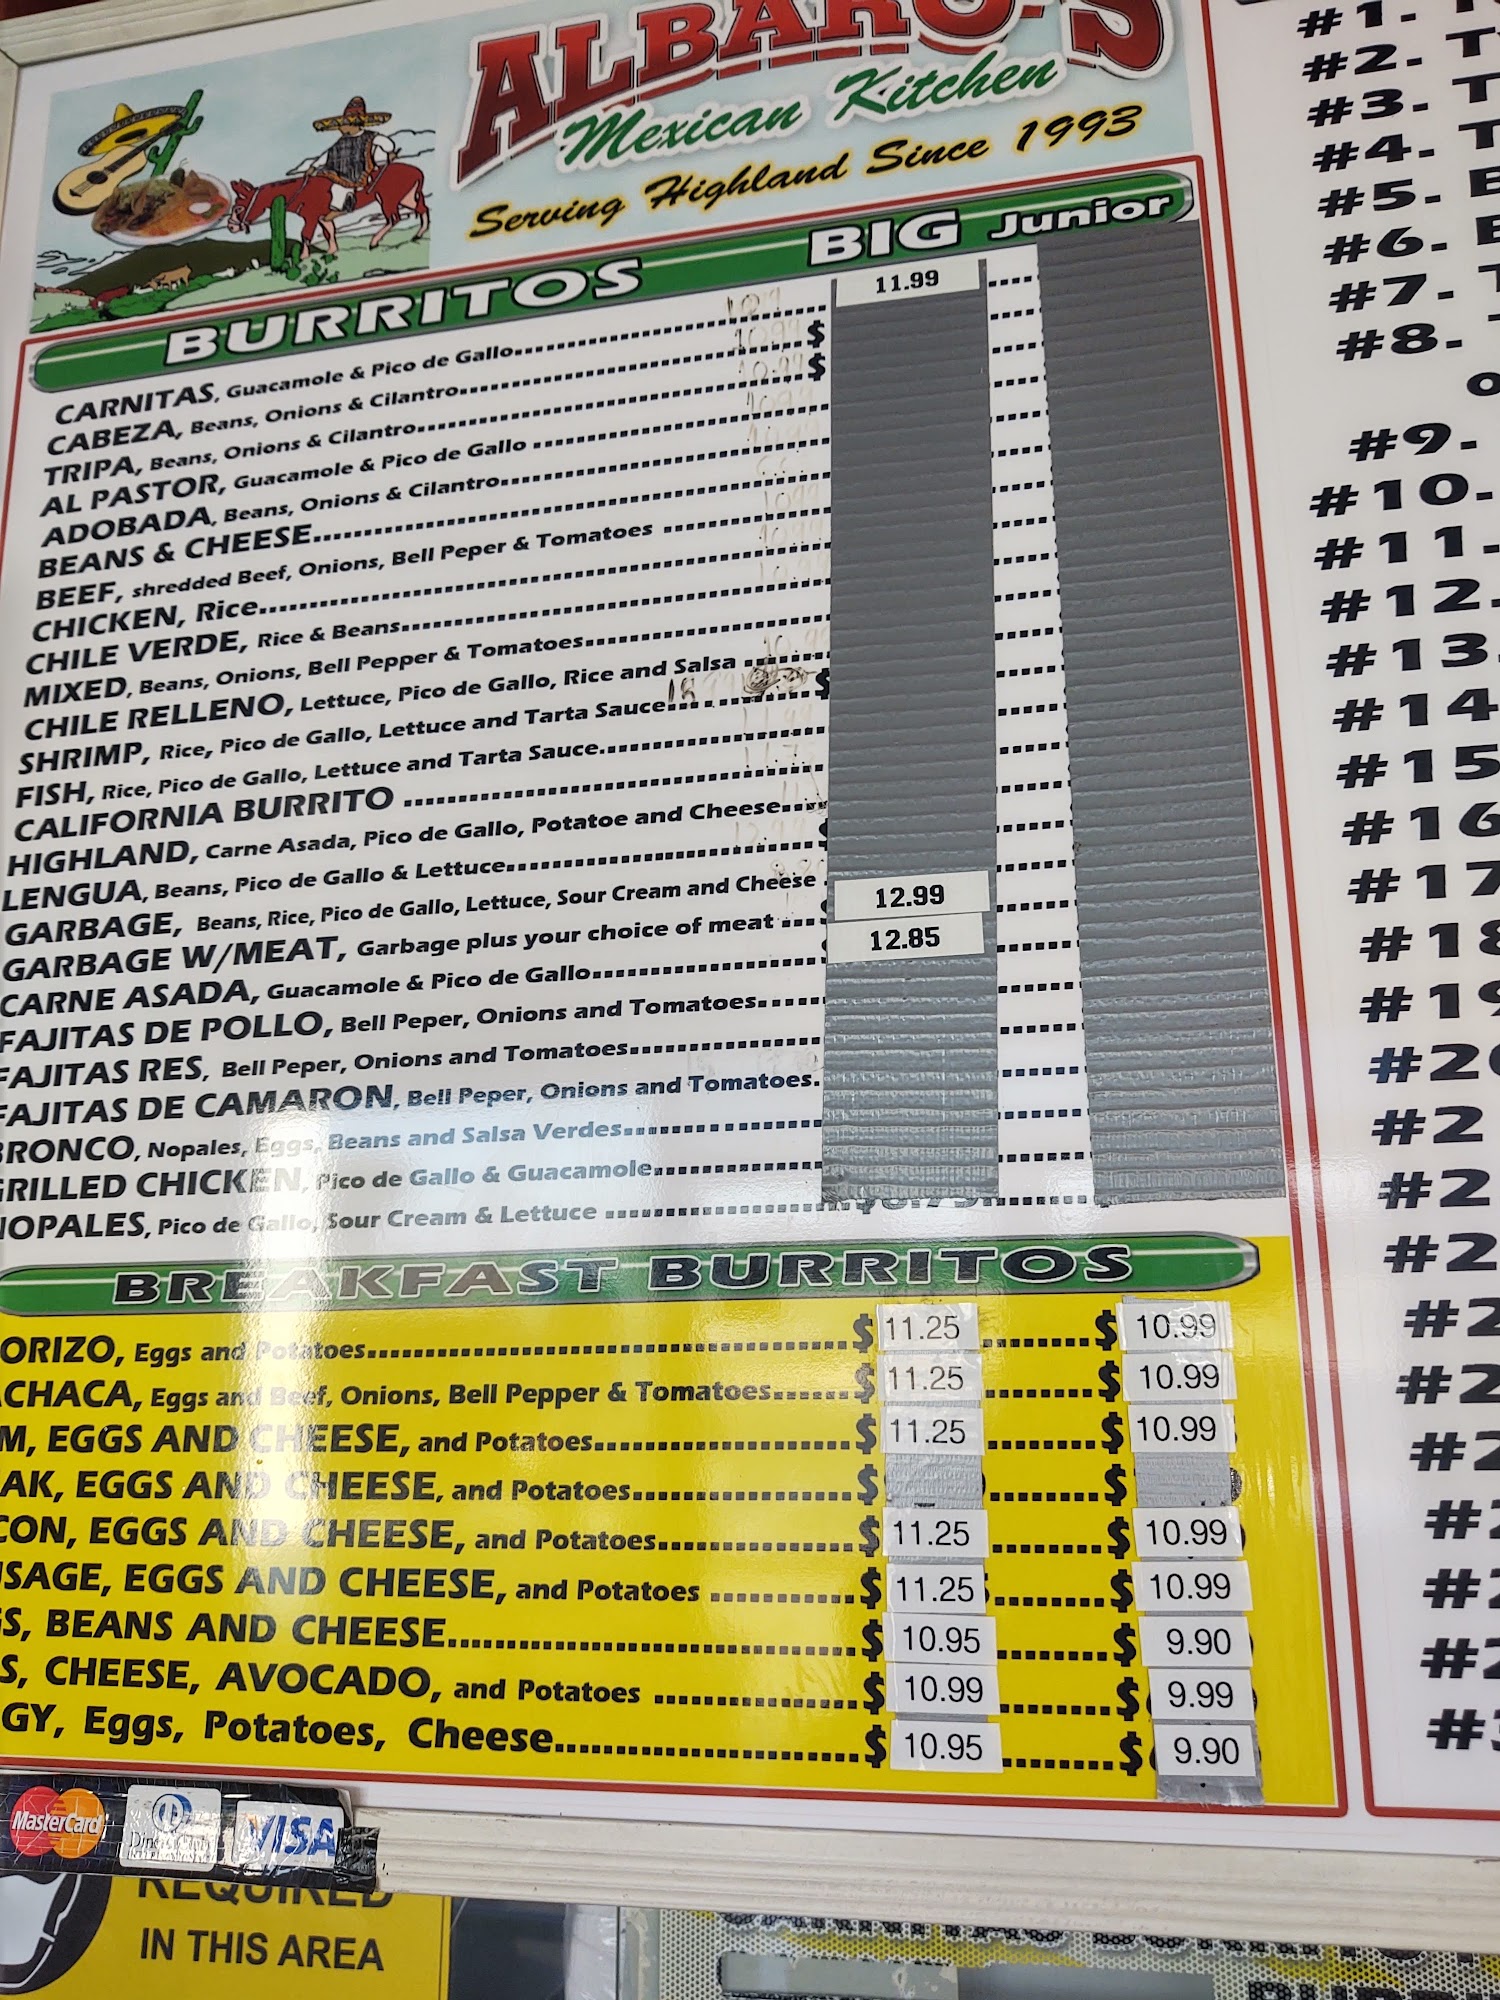 ALBARO'S
Mexican Kitchen
Serving Highland Since 1993
BURRITOS BIG Junior
CARNITAS, Guacamole & Pico de Gallo 11.99
CABEZA, Beans, Onions & Cilantro $
TRIPA, Beans, Onions & Cilantro $
AL PASTOR, Guacamole & Pico de Gallo
ADOBADA, Beans, Onions & Cilantro
BEANS & CHEESE
BEEF, shredded Beef, Onions, Bell Peper & Tomatoes
CHICKEN, Rice
CHILE VERDE, Rice & Beans
MIXED, Beans, Onions, Bell Pepper & Tomatoes
CHILE RELLENO, Lettuce, Pico de Gallo, Rice and Salsa
SHRIMP, Rice, Pico de Gallo, Lettuce and Tarta Sauce $
FISH, Rice, Pico de Gallo, Lettuce and Tarta Sauce
CALIFORNIA BURRITO
HIGHLAND, Carne Asada, Pico de Gallo, Potatoe and Cheese
LENGUA, Beans, Pico de Gallo & Lettuce
GARBAGE, Beans, Rice, Pico de Gallo, Lettuce, Sour Cream and Cheese 12.99
GARBAGE W/MEAT, Garbage plus your choice of meat 12.85
CARNE ASADA, Guacamole & Pico de Gallo
FAJITAS DE POLLO, Bell Peper, Onions and Tomatoes
FAJITAS RES, Bell Peper, Onions and Tomatoes
FAJITAS DE CAMARON, Bell Peper, Onions and Tomatoes.
BRONCO, Nopales, Eggs, Beans and Salsa Verdes
GRILLED CHICKEN, Pico de Gallo & Guacamole
NOPALES, Pico de Gallo, Sour Cream & Lettuce
BREAKFAST BURRITOS
ORIZO, Eggs and Potatoes $ 11.25 $ 10.99
ACHACA, Eggs and Beef, Onions, Bell Pepper & Tomatoes $ 11.25 $ 10.99
M, EGGS AND CHEESE, and Potatoes $ 11.25 $ 10.99
AK, EGGS AND CHEESE, and Potatoes $ $
CON, EGGS AND CHEESE, and Potatoes $ 11.25 $ 10.99
USAGE, EGGS AND CHEESE, and Potatoes $ 11.25 $ 10.99
GS, BEANS AND CHEESE $ 10.95 $ 9.90
S, CHEESE, AVOCADO, and Potatoes $ 10.99 $ 9.99
GY, Eggs, Potatoes, Cheese $ 10.95 $ 9.90
MasterCard
VISA
REQUIRED
IN THIS AREA
#1.
#2. T
#3. T
#4. T
#5.
#6.
#7.
#8.
#9.
#10.
#11.
#12.
#13.
#14
#15
#16
#17
#18
#19
#20
#2
#2
#2
#2
#2
#2
#2
#2
#2
#3